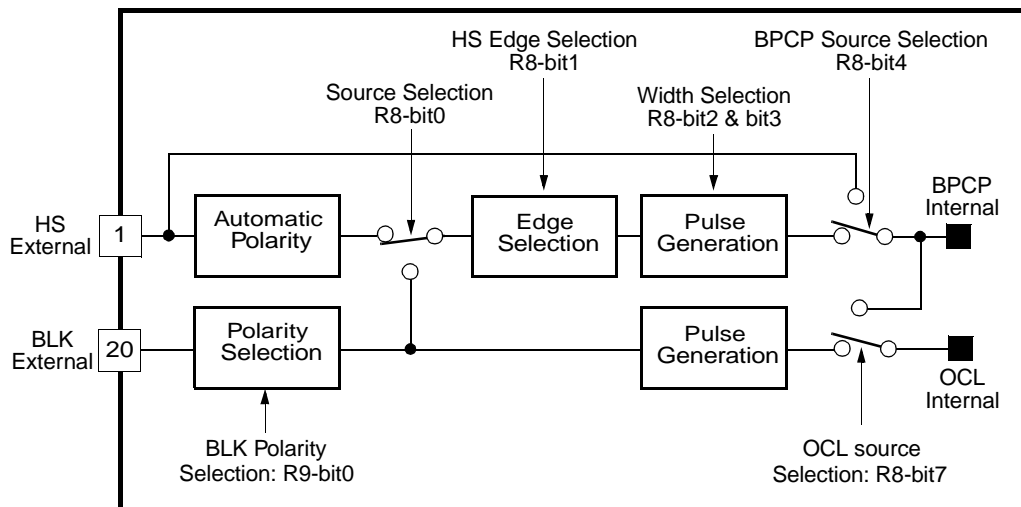 HS Edge Selection
R8-bit1
BPCP Source Selection
R8-bit4
Source Selection
R8-bit0
Width Selection
R8-bit2 & bit3
HS
External
1
Automatic
Polarity
Edge
Selection
Pulse
Generation
BPCP
Internal
BLK
External
20
Polarity
Selection
Pulse
Generation
OCL
Internal
BLK Polarity
Selection: R9-bit0
OCL source
Selection: R8-bit7